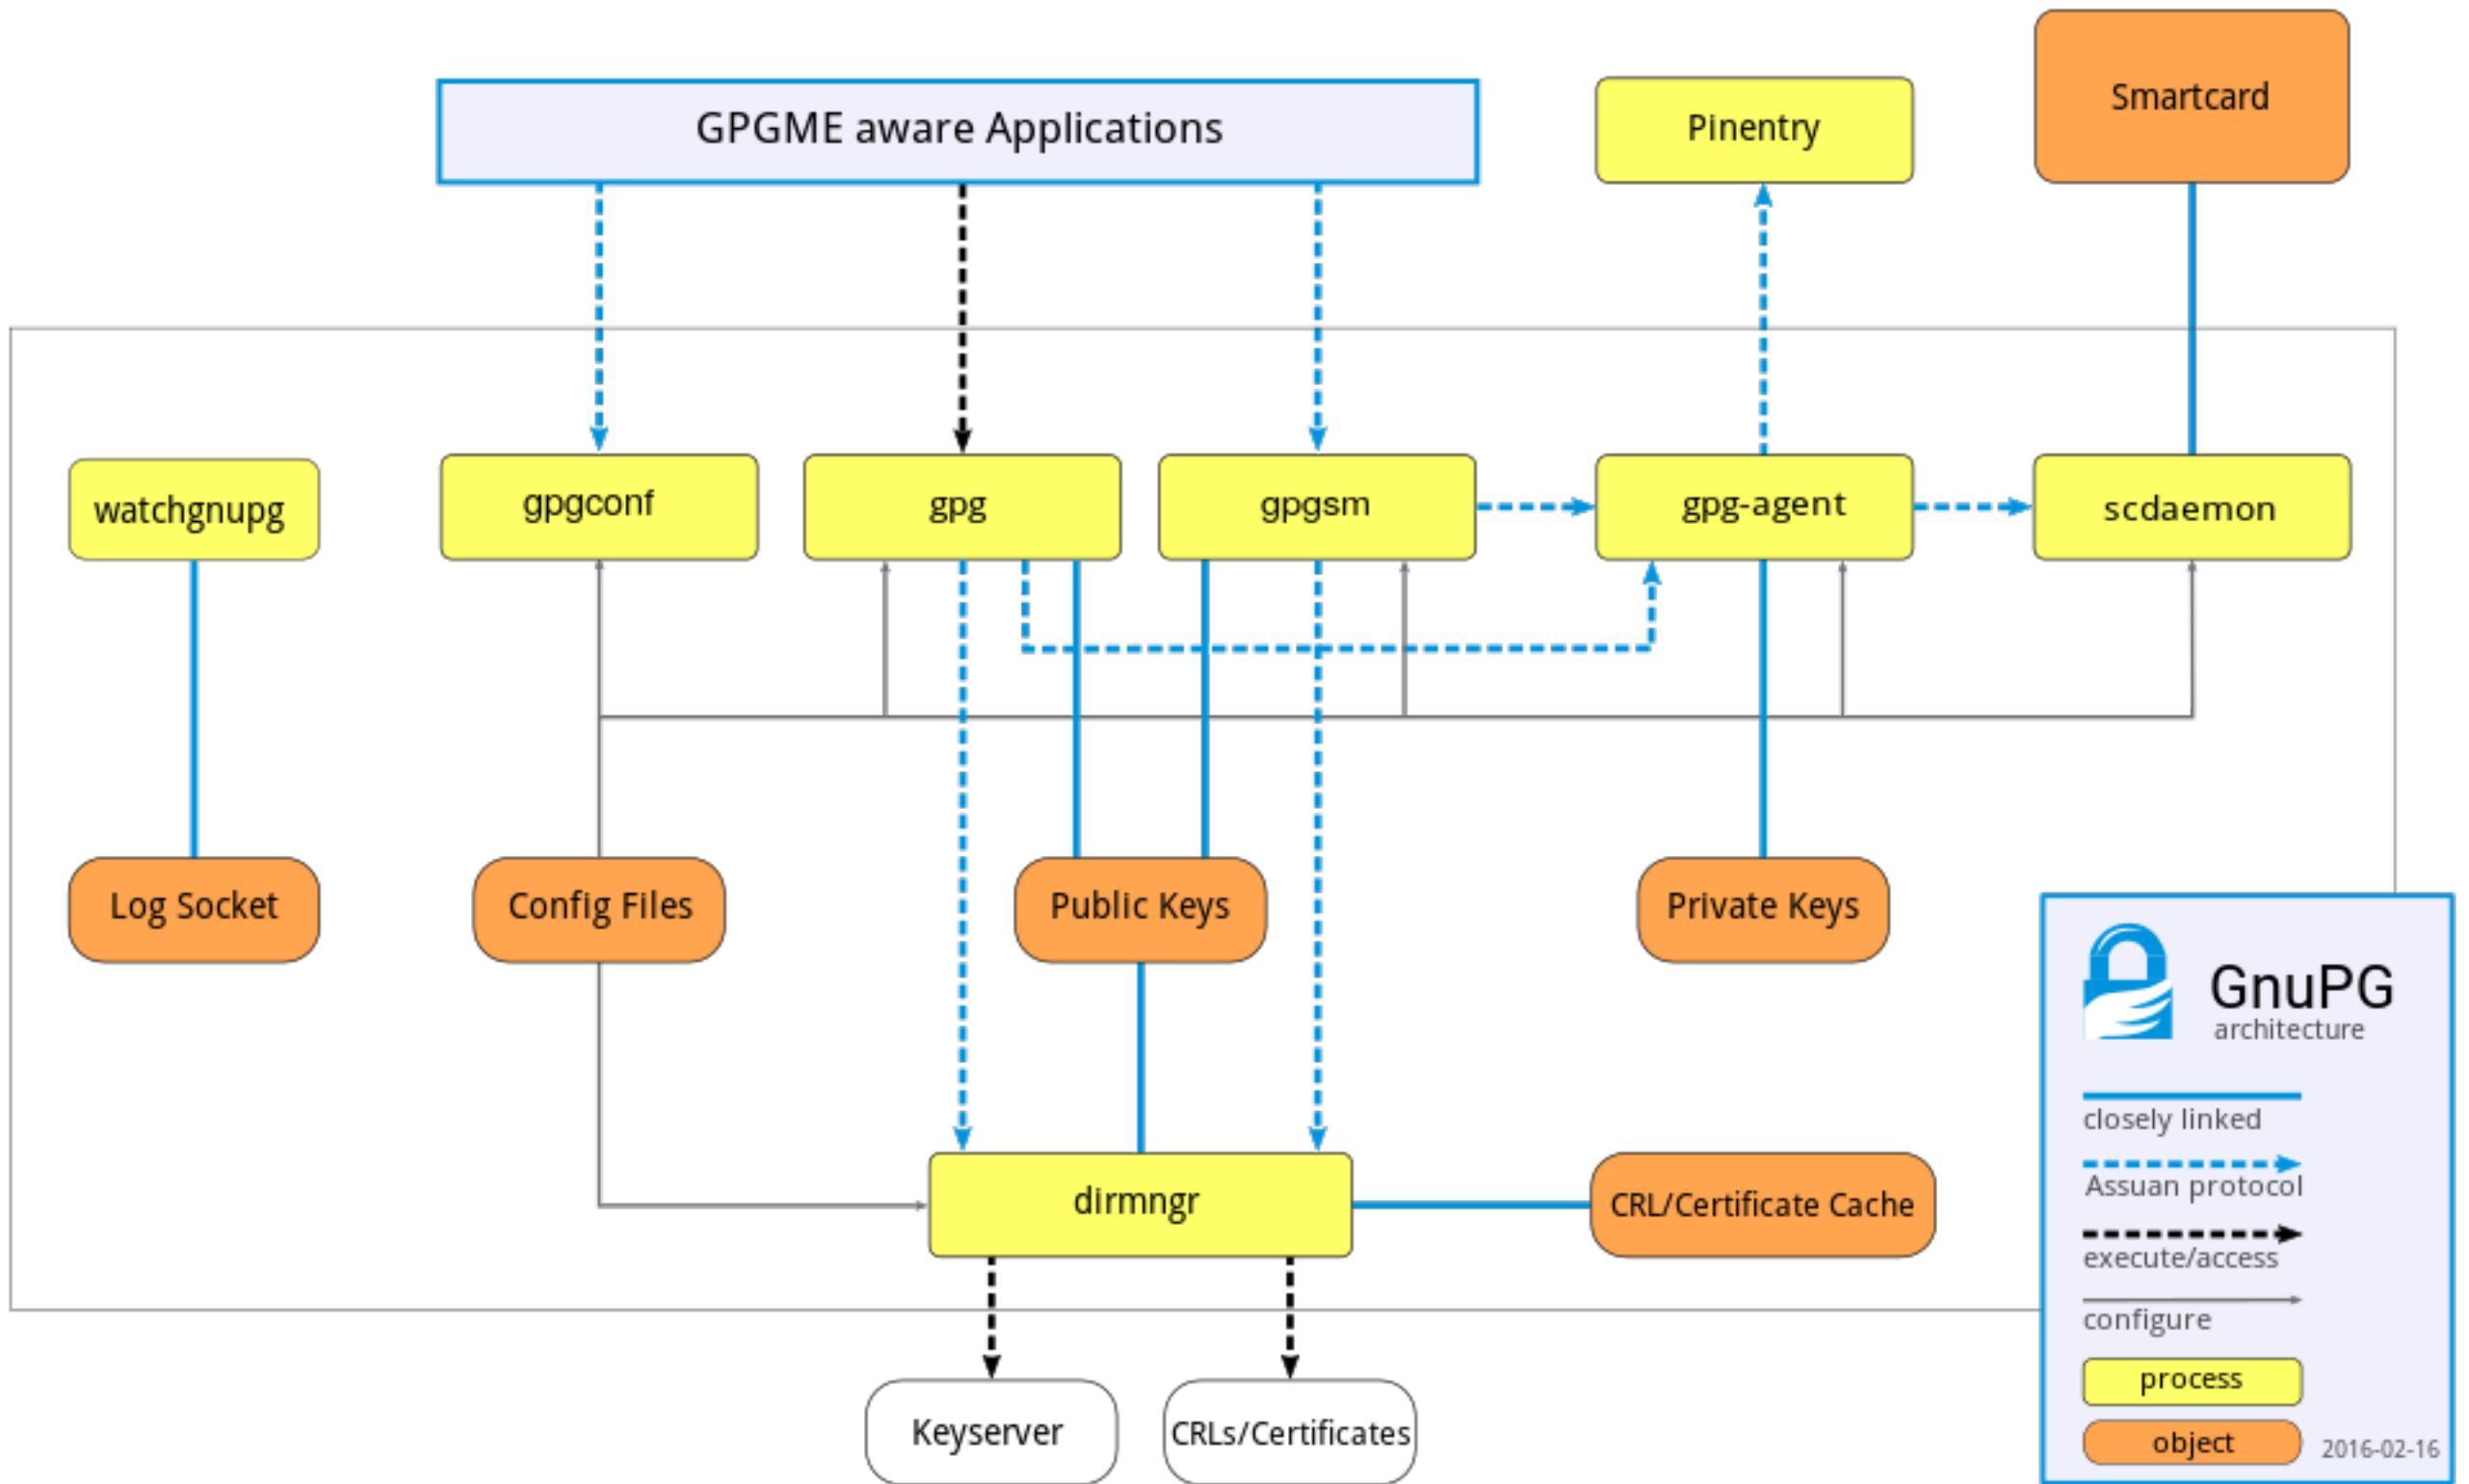 Smartcard
GPGME aware Applications
Pinentry
watchgnupg
gpgconf
gpg
gpgsm
gpg-agent
scdaemon
Log Socket
Config Files
Public Keys
Private Keys
dirmngr
CRL/Certificate Cache
Keyserver
CRLs/Certificates
GnuPG
architecture
closely linked
Assuan protocol
execute/access
configure
process
object
2016-02-16